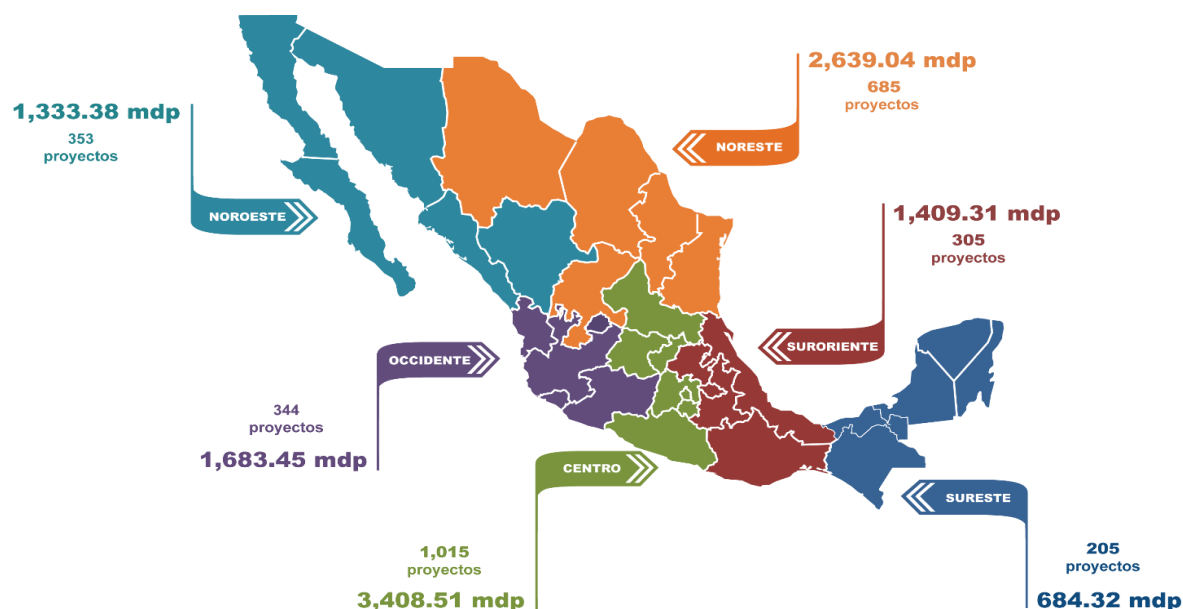 1,333.38 mdp
353
proyectos
NOROESTE
2,639.04 mdp
685
proyectos
NORESTE
1,409.31 mdp
305
proyectos
SURORIENTE
OCCIDENTE
344
proyectos
1,683.45 mdp
CENTRO
1,015
proyectos
3,408.51 mdp
SURESTE
205
proyectos
684.32 mdp